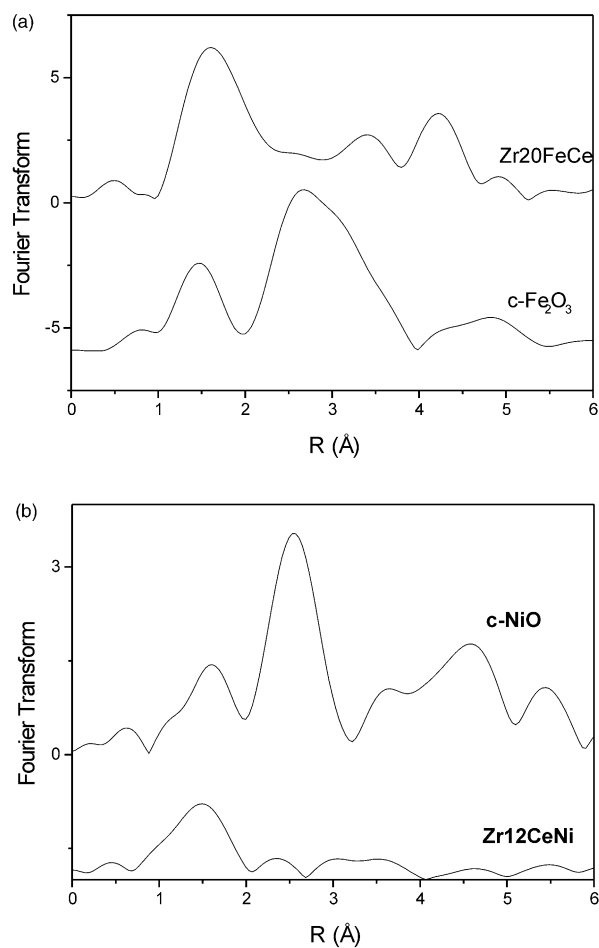 (a)
5
0
-5
Fourier Transform
Zr20FeCe
c-Fe₂O₃
0 1 2 3 4 5 6
R (Å)
(b)
3
0
Fourier Transform
c-NiO
Zr12CeNi
0 1 2 3 4 5 6
R (Å)